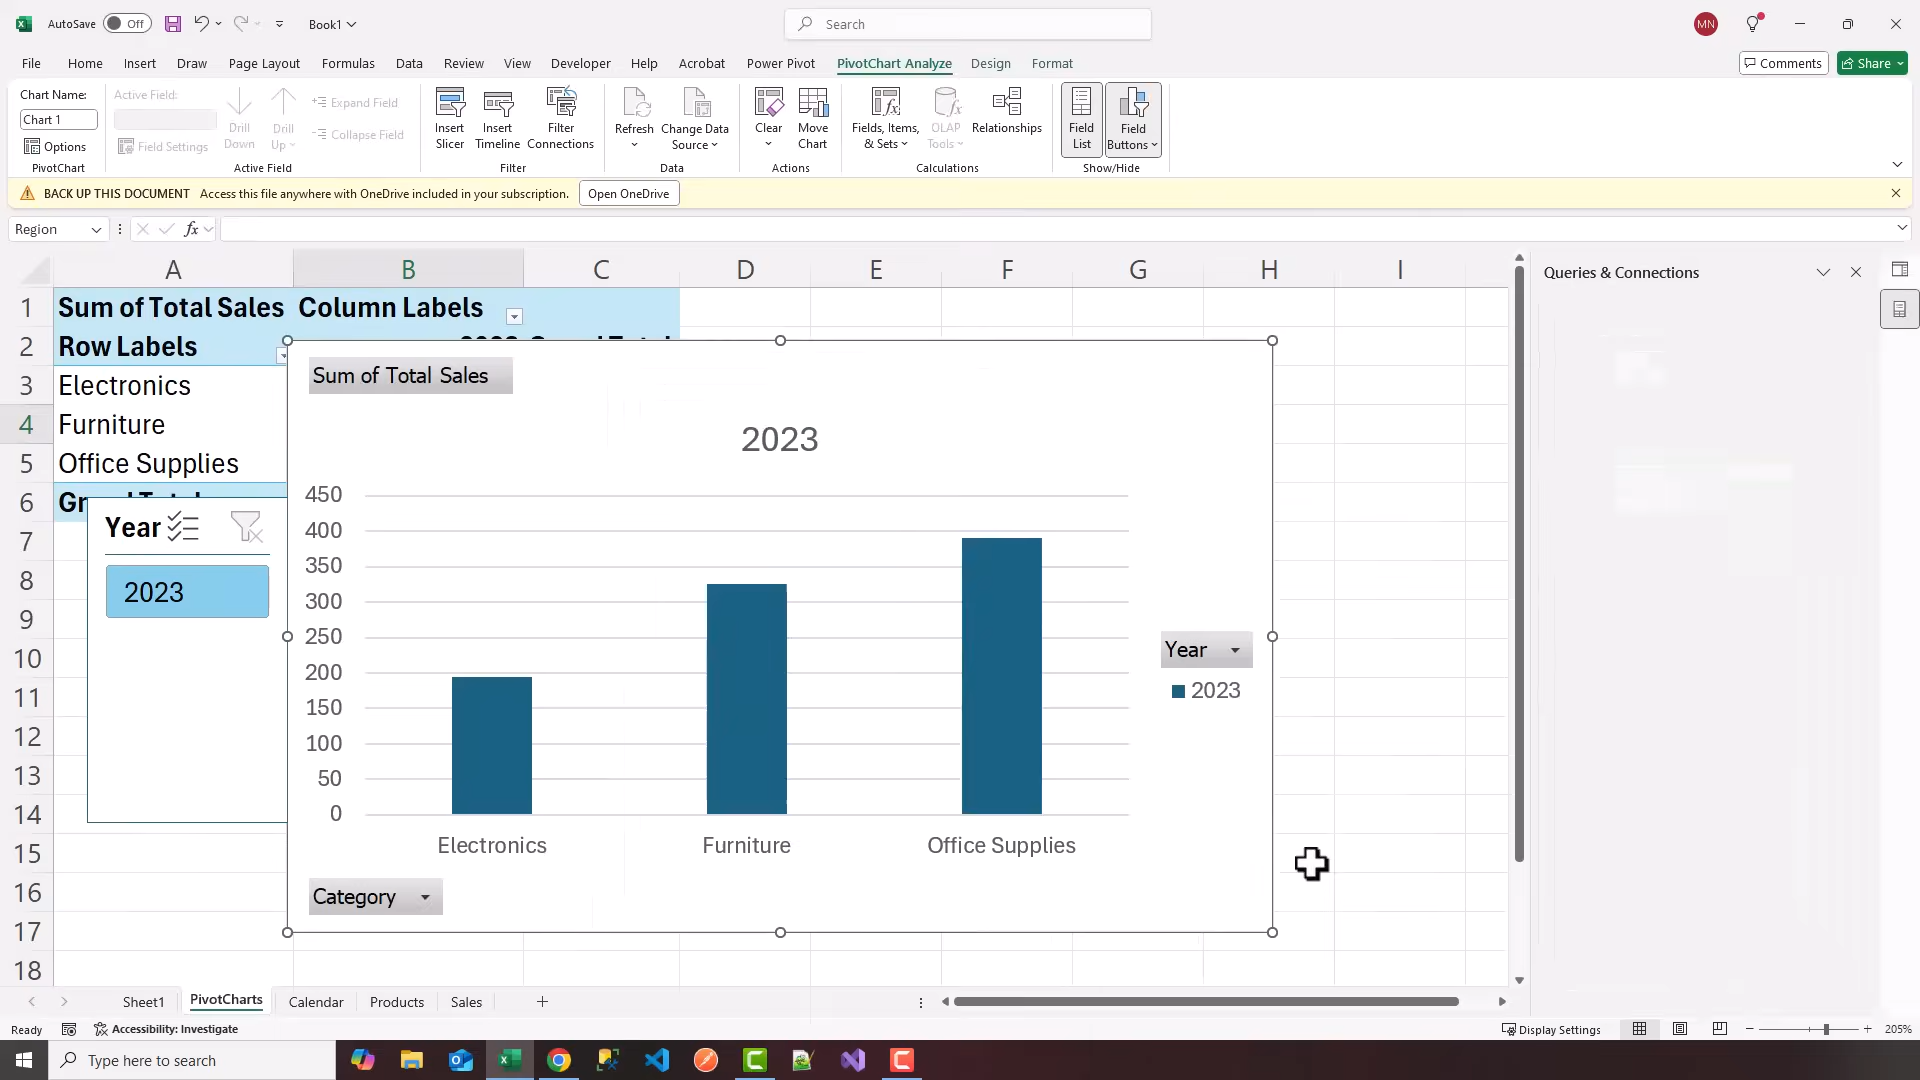 AutoSave Off Book1 Search MN
File Home Insert Draw Page Layout Formulas Data Review View Developer Help Acrobat Power Pivot PivotChart Analyze Design Format Comments Share
Chart Name:
Chart 1
Options
PivotChart
Active Field:
Field Settings
Drill Down
Drill Up
Expand Field
Collapse Field
Active Field
Insert Slicer
Insert Timeline
Filter Connections
Filter
Refresh
Change Data Source
Data
Clear
Move Chart
Actions
Fields, Items, & Sets
OLAP Tools
Relationships
Calculations
Field List
Field Buttons
Show/Hide
BACK UP THIS DOCUMENT Access this file anywhere with OneDrive included in your subscription. Open OneDrive
Region fx
Queries & Connections
A B C D E F G H I
1 Sum of Total Sales Column Labels
2 Row Labels
3 Electronics
4 Furniture
5 Office Supplies
6
7
8
9
10
11
12
13
14
15
16
17
18
Year
2023
Sum of Total Sales
2023
450
400
350
300
250
200
150
100
50
0
Electronics Furniture Office Supplies
Year
2023
Category
Sheet1 PivotCharts Calendar Products Sales
Ready Accessibility: Investigate Display Settings 205%
Type here to search